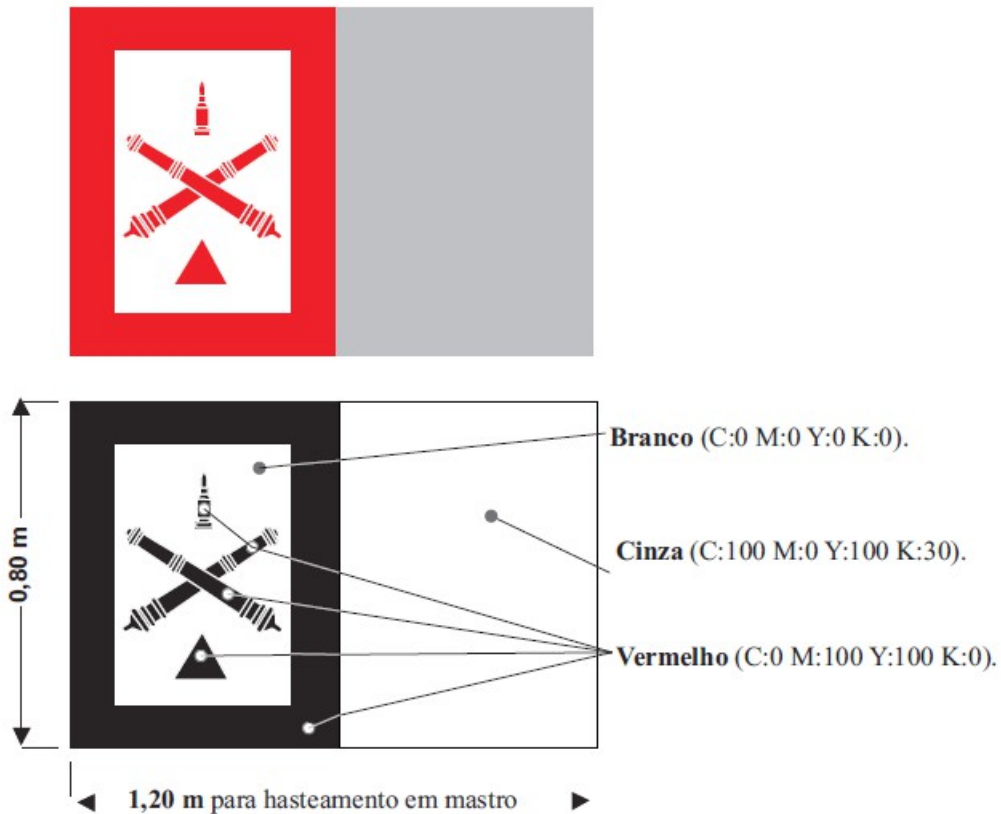 Branco (C:0 M:0 Y:0 K:0).
Cinza (C:100 M:0 Y:100 K:30).
0,80 m
Vermelho (C:0 M:100 Y:100 K:0).
1,20 m para hasteamento em mastro